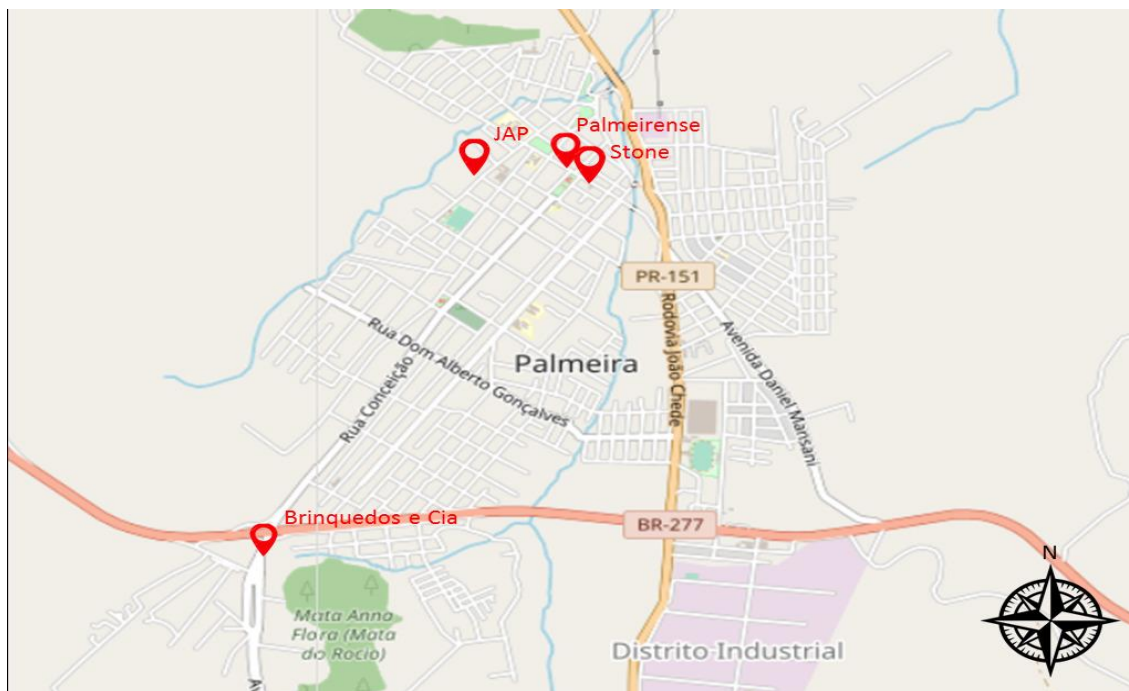 JAP
Palmeirense
Stone
PR-151
Rodovia João Chede
Avenida Daniel Mansani
Palmeira
Rua Dom Alberto Gonçalves
Rua Conceição
Brinquedos e Cia
BR-277
N
Mata Anna
Flora (Mata
do Rocio)
Distrito Industrial
Av